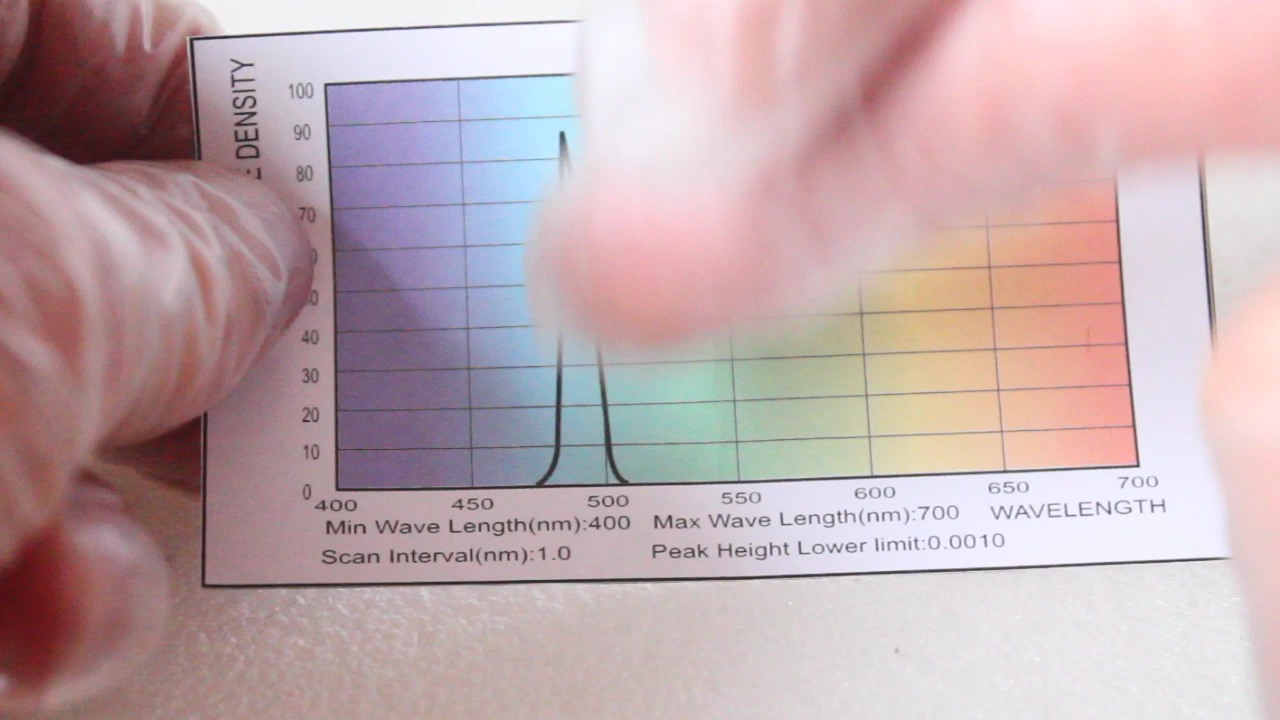 DENSITY
100
90
80
70
40
30
20
10
0
400 450 500 550 600 650 700
Min Wave Length(nm):400 Max Wave Length(nm):700 WAVELENGTH
Scan Interval(nm):1.0 Peak Height Lower limit:0.0010